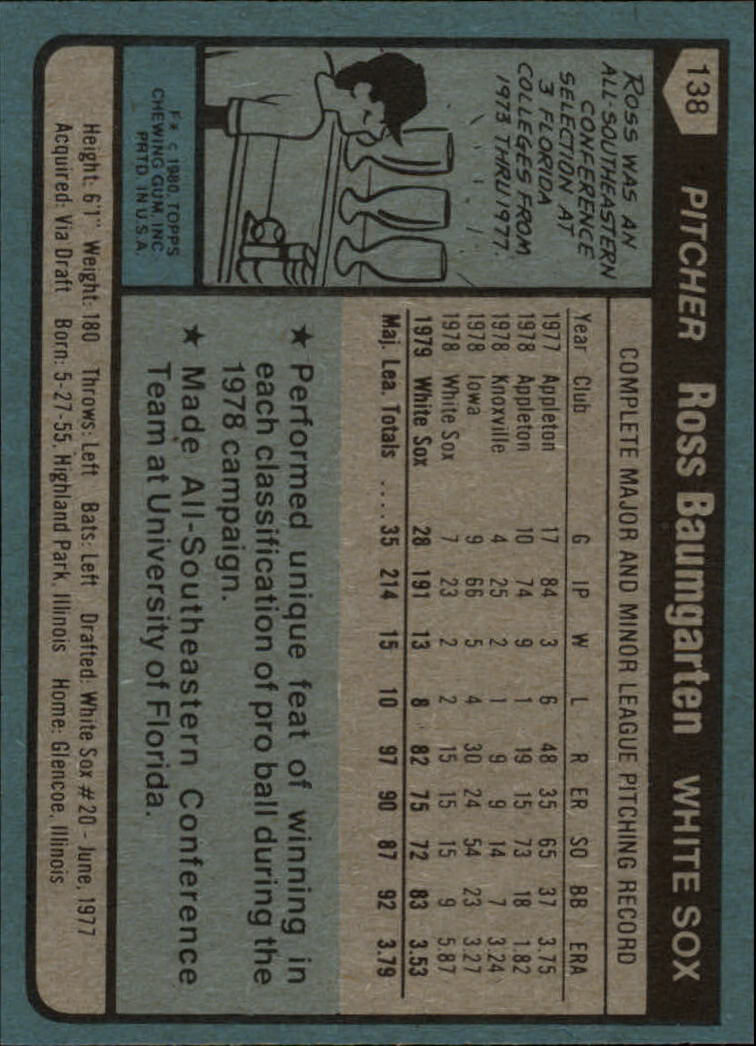 138 PITCHER Ross Baumgarten WHITE SOX
ROSS WAS AN
ALL-SOUTHEASTERN
CONFERENCE
SELECTION AT
3 FLORIDA
COLLEGES FROM
1973 THRU 1977.
F* © 1980 TOPPS
CHEWING GUM, INC.
PRTD. IN U.S.A.
COMPLETE MAJOR AND MINOR LEAGUE PITCHING RECORD
Year Club G IP W L R ER SO BB ERA
1977 Appleton 17 84 3 6 48 35 65 37 3.75
1978 Appleton 10 74 9 1 19 15 73 18 1.82
1978 Knoxville 4 25 2 1 9 9 14 7 3.24
1978 Iowa 9 66 5 4 30 24 54 23 3.27
1978 White Sox 7 23 2 2 15 15 15 9 5.87
1979 White Sox 28 191 13 8 82 75 72 83 3.53
Maj. Lea. Totals .... 35 214 15 10 97 90 87 92 3.79
★ Performed unique feat of winning in
each classification of pro ball during the
1978 campaign.
★ Made All-Southeastern Conference
Team at University of Florida.
Height: 6'1" Weight: 180 Throws: Left Bats: Left Drafted: White Sox #20 - June, 1977
Acquired: Via Draft Born: 5-27-55, Highland Park, Illinois Home: Glencoe, Illinois